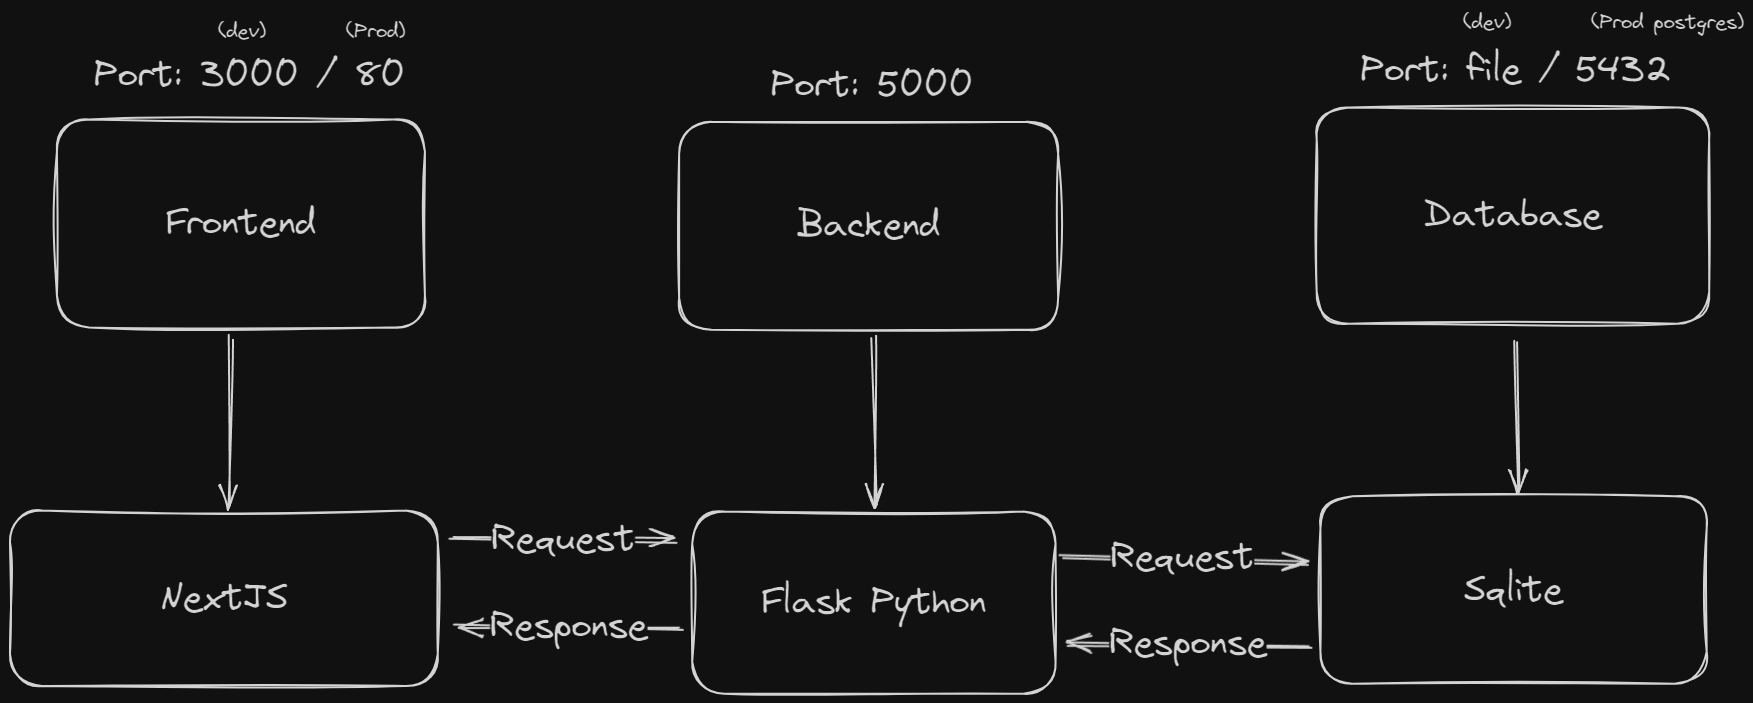 (dev) (Prod)
Port: 3000 / 80
Port: 5000
(dev) (Prod postgres)
Port: file / 5432
Frontend
Backend
Database
NextJS
Request
Response
Flask Python
Request
Response
Sqlite